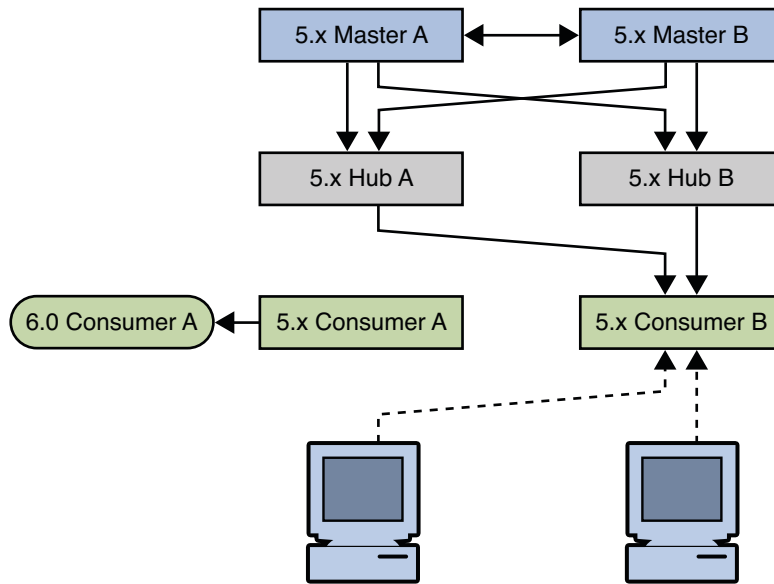 5.x Master A
5.x Master B
5.x Hub A
5.x Hub B
6.0 Consumer A
5.x Consumer A
5.x Consumer B